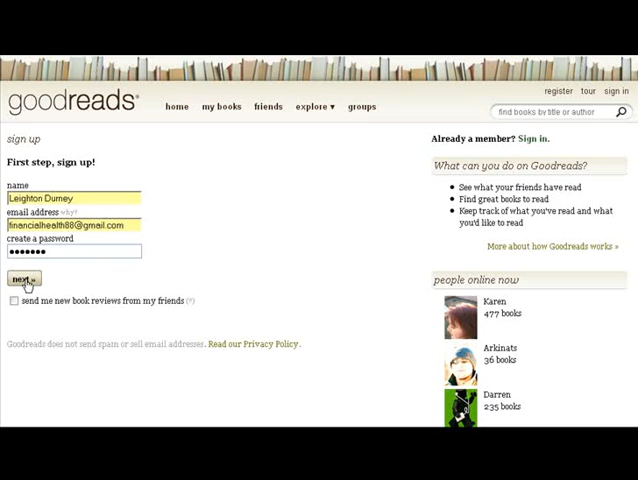 register tour sign in
goodreads®
home my books friends explore ▾ groups
find books by title or author
sign up
First step, sign up!
name
Leighton Durney
email address why?
financialhealth88@gmail.com
create a password
•••••••
next »
send me new book reviews from my friends (?)
Goodreads does not send spam or sell email addresses. Read our Privacy Policy.
Already a member? Sign in.
What can you do on Goodreads?
• See what your friends have read
• Find great books to read
• Keep track of what you've read and what
you'd like to read
More about how Goodreads works »
people online now
Karen
477 books
Arkinats
36 books
Darren
235 books